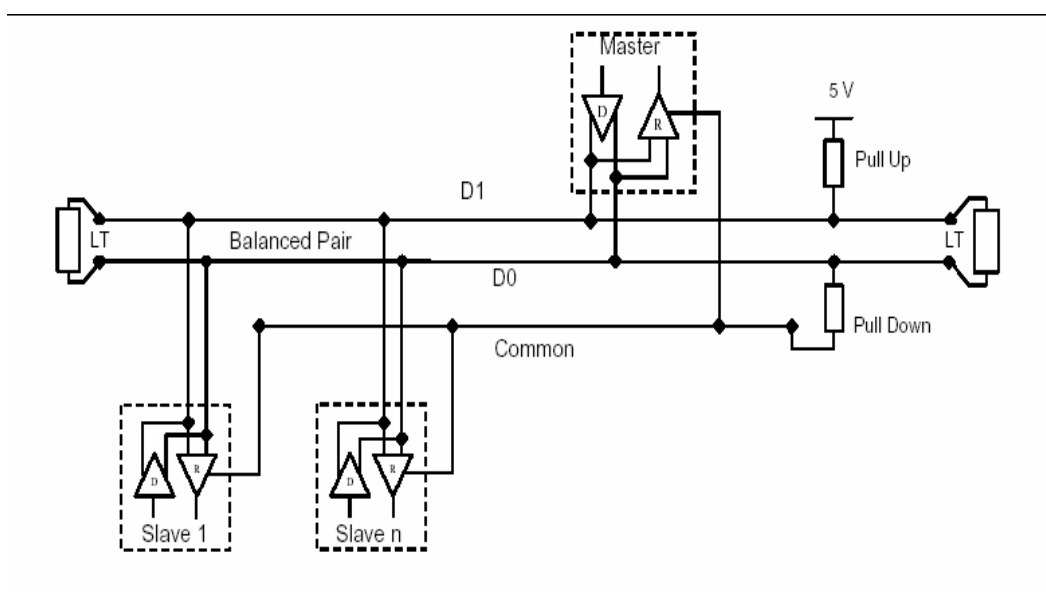 Master
D
R
5 V
Pull Up
D1
LT
Balanced Pair
LT
D0
Pull Down
Common
D
R
D
R
Slave 1
Slave n